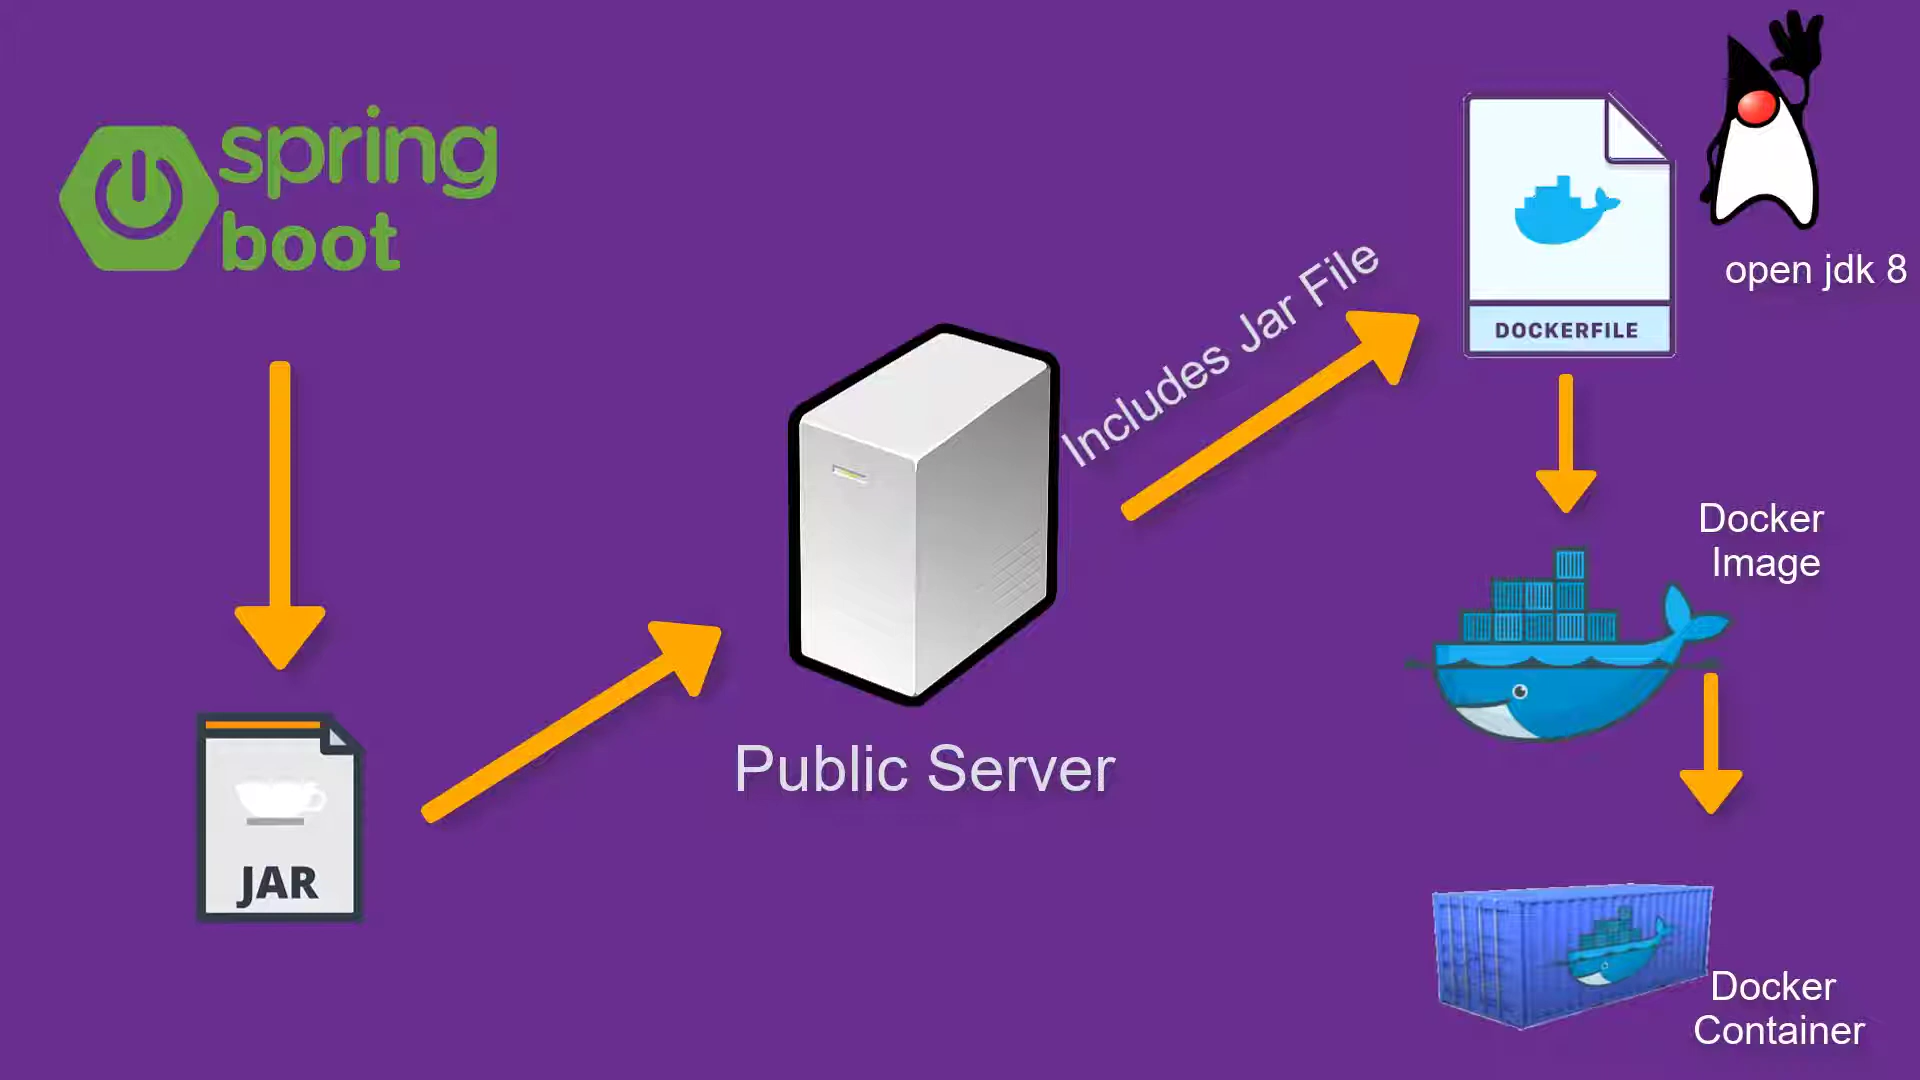 spring
boot
JAR
Public Server
Includes Jar File
DOCKERFILE
open jdk 8
Docker
Image
Docker
Container